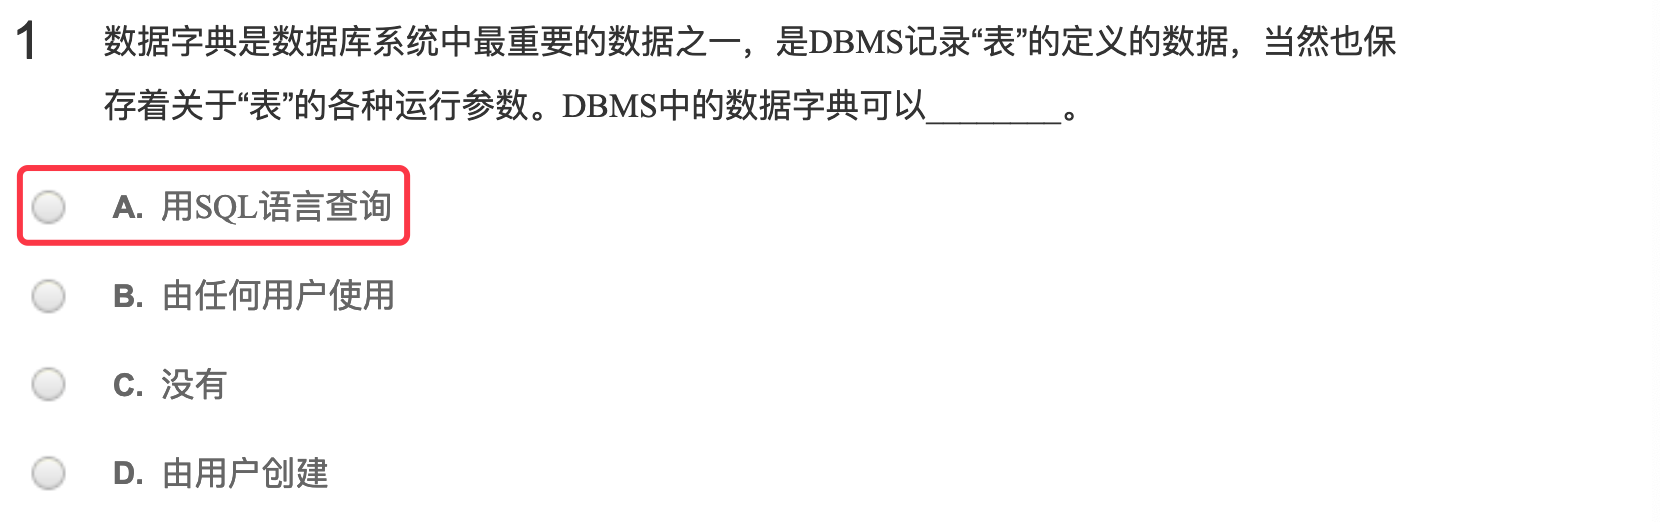 1 数据字典是数据库系统中最重要的数据之一，是DBMS记录“表”的定义的数据，当然也保
存着关于“表”的各种运行参数。DBMS中的数据字典可以________。
A. 用SQL语言查询
B. 由任何用户使用
C. 没有
D. 由用户创建